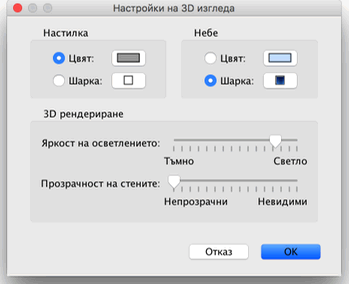 Настройки на 3D изгледа
Настилка
Небе
Цвят:
Цвят:
Шарка:
Шарка:
3D рендериране
Яркост на осветлението:
Тъмно
Светло
Прозрачност на стените:
Непрозрачни
Невидими
Отказ
OK